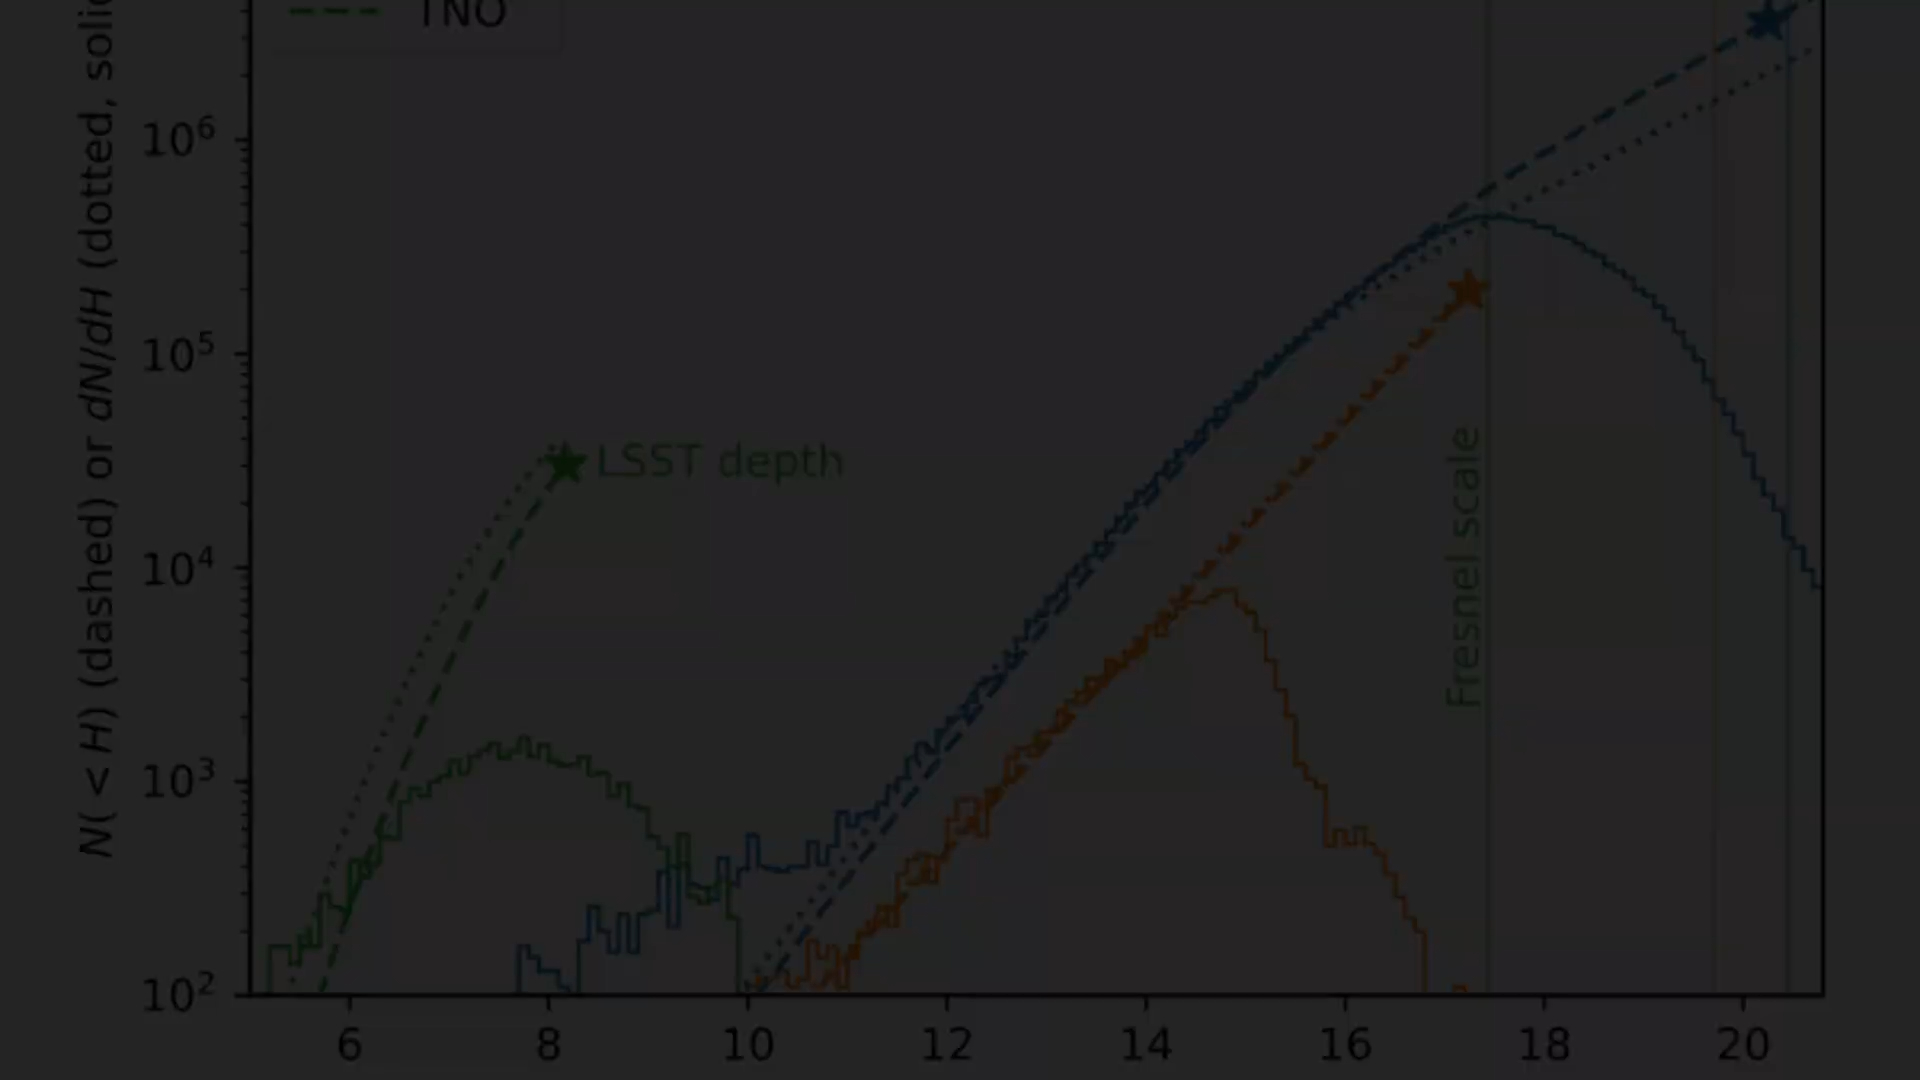 TNO
N( < H) (dashed) or dN/dH (dotted, solid
10⁶
10⁵
LSST depth
Fresnel scale
10⁴
10³
10²
6 8 10 12 14 16 18 20